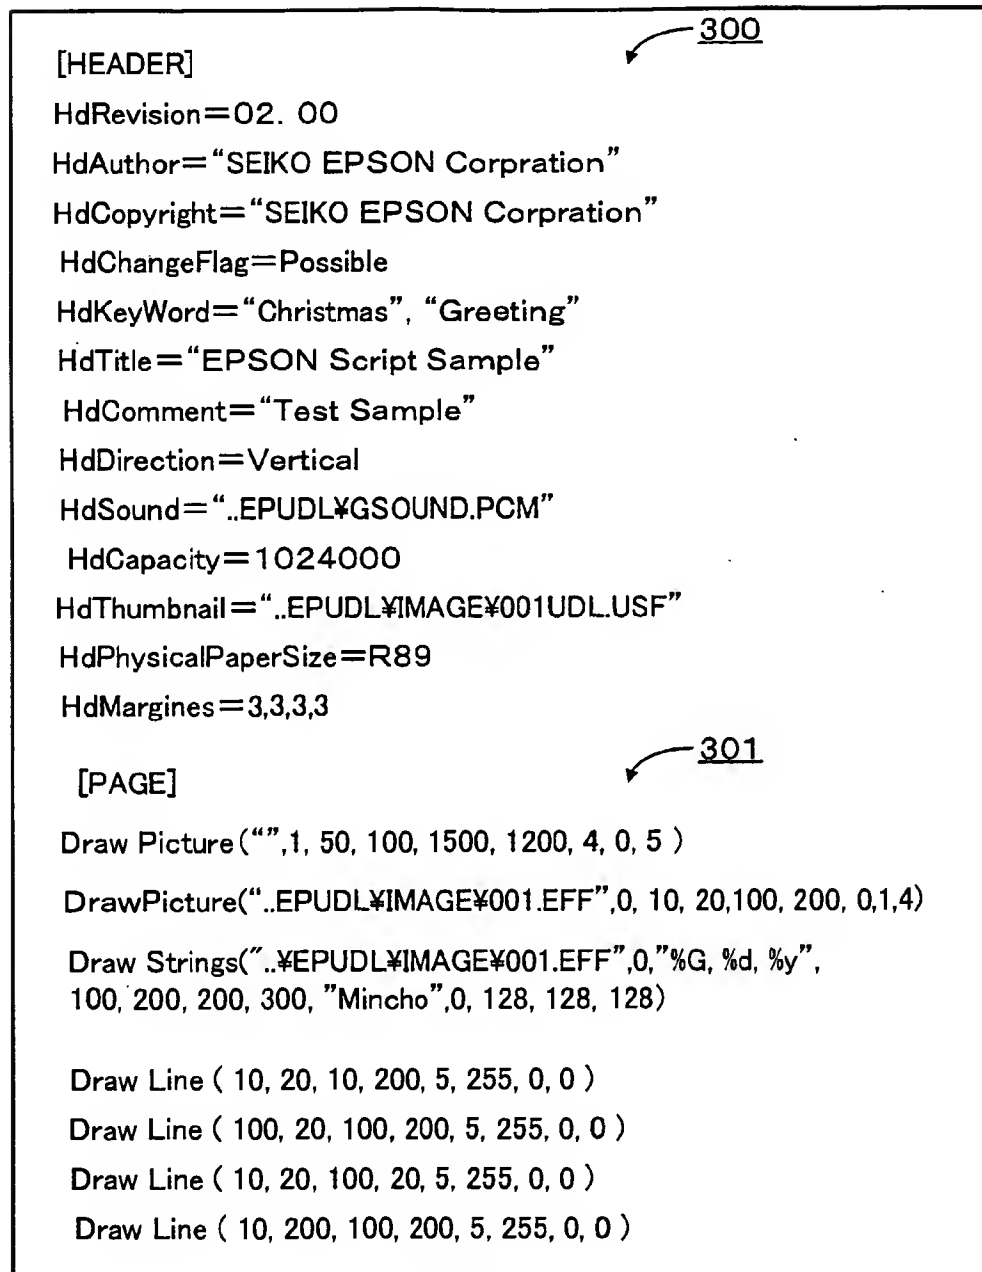 300
[HEADER]
HdRevision=02. 00
HdAuthor=“SEIKO EPSON Corpration”
HdCopyright=“SEIKO EPSON Corpration”
HdChangeFlag=Possible
HdKeyWord=“Christmas”, “Greeting”
HdTitle=“EPSON Script Sample”
HdComment=“Test Sample”
HdDirection=Vertical
HdSound=“..EPUDL¥GSOUND.PCM”
HdCapacity=1024000
HdThumbnail=“..EPUDL¥IMAGE¥001UDL.USF”
HdPhysicalPaperSize=R89
HdMargines=3,3,3,3
301
[PAGE]
Draw Picture(“”,1, 50, 100, 1500, 1200, 4, 0, 5 )
DrawPicture(“..EPUDL¥IMAGE¥001.EFF”,0, 10, 20,100, 200, 0,1,4)
Draw Strings(”..¥EPUDL¥IMAGE¥001.EFF”,0,”%G, %d, %y”,
100, 200, 200, 300, ”Mincho”,0, 128, 128, 128)
Draw Line ( 10, 20, 10, 200, 5, 255, 0, 0 )
Draw Line ( 100, 20, 100, 200, 5, 255, 0, 0 )
Draw Line ( 10, 20, 100, 20, 5, 255, 0, 0 )
Draw Line ( 10, 200, 100, 200, 5, 255, 0, 0 )